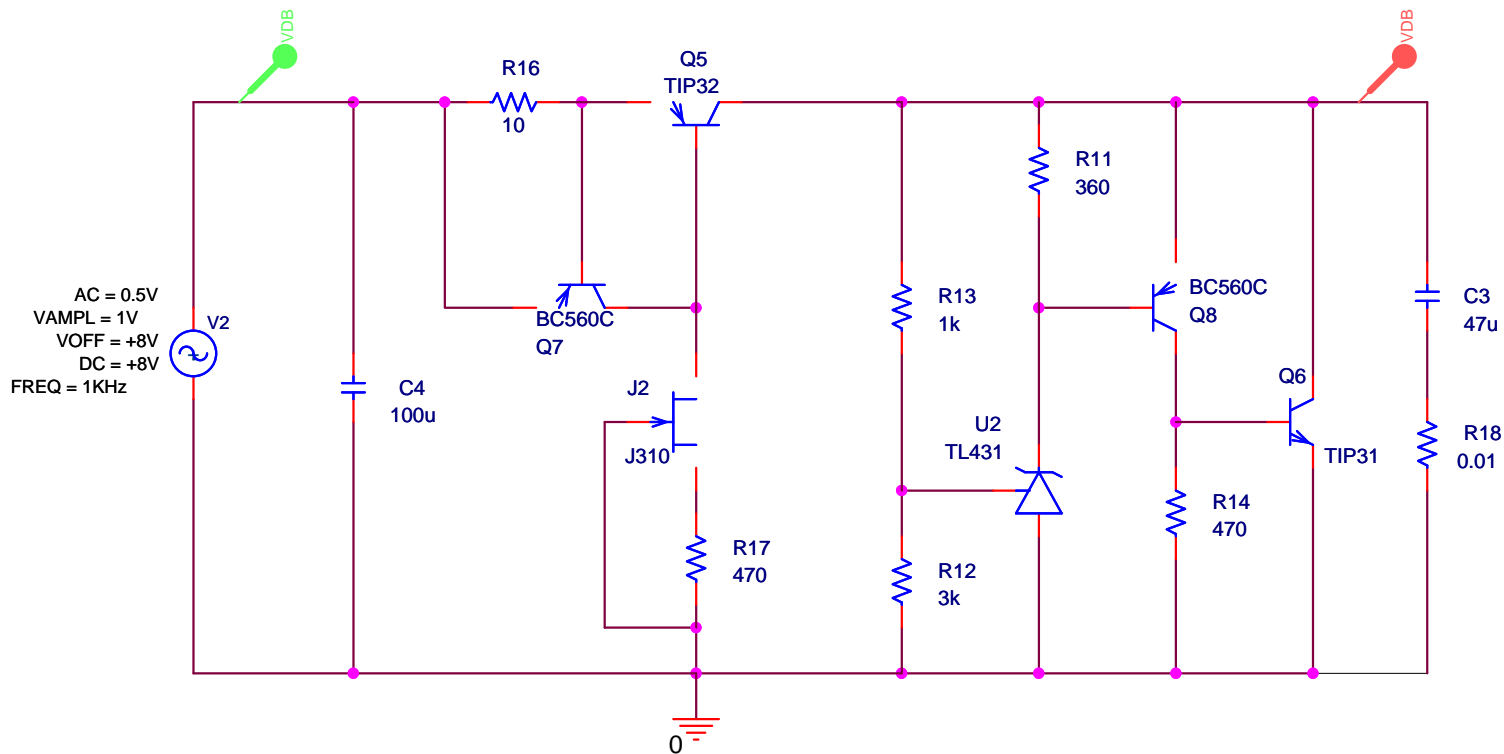 VDB
VDB
Q5
TIP32
R16
10
R11
360
BC560C
Q8
R13
1k
C3
47u
AC = 0.5V
VAMPL = 1V
VOFF = +8V
DC = +8V
FREQ = 1KHz
V2
BC560C
Q7
C4
100u
J2
J310
Q6
TIP31
U2
TL431
R18
0.01
R14
470
R17
470
R12
3k
0